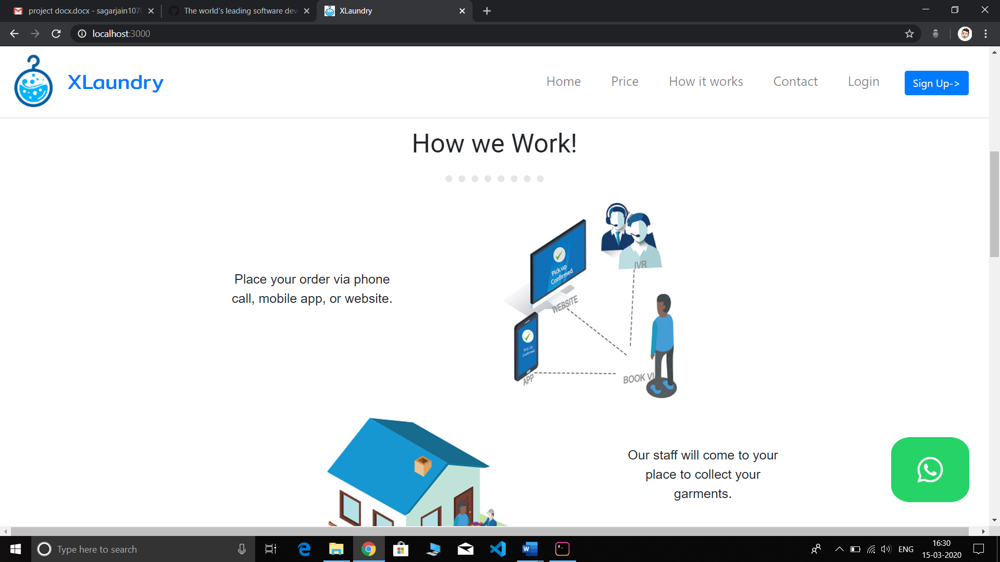 project docx.docx - sagarjain107
The world's leading software dev
XLaundry
localhost:3000
XLaundry
Home
Price
How it works
Contact
Login
Sign Up->
How we Work!
Place your order via phone
call, mobile app, or website.
Pick up
Confirmed
WEBSITE
IVR
Pick Up
Confirmed
APP
BOOK VI
Our staff will come to your
place to collect your
garments.
Type here to search
ENG
16:30
15-03-2020